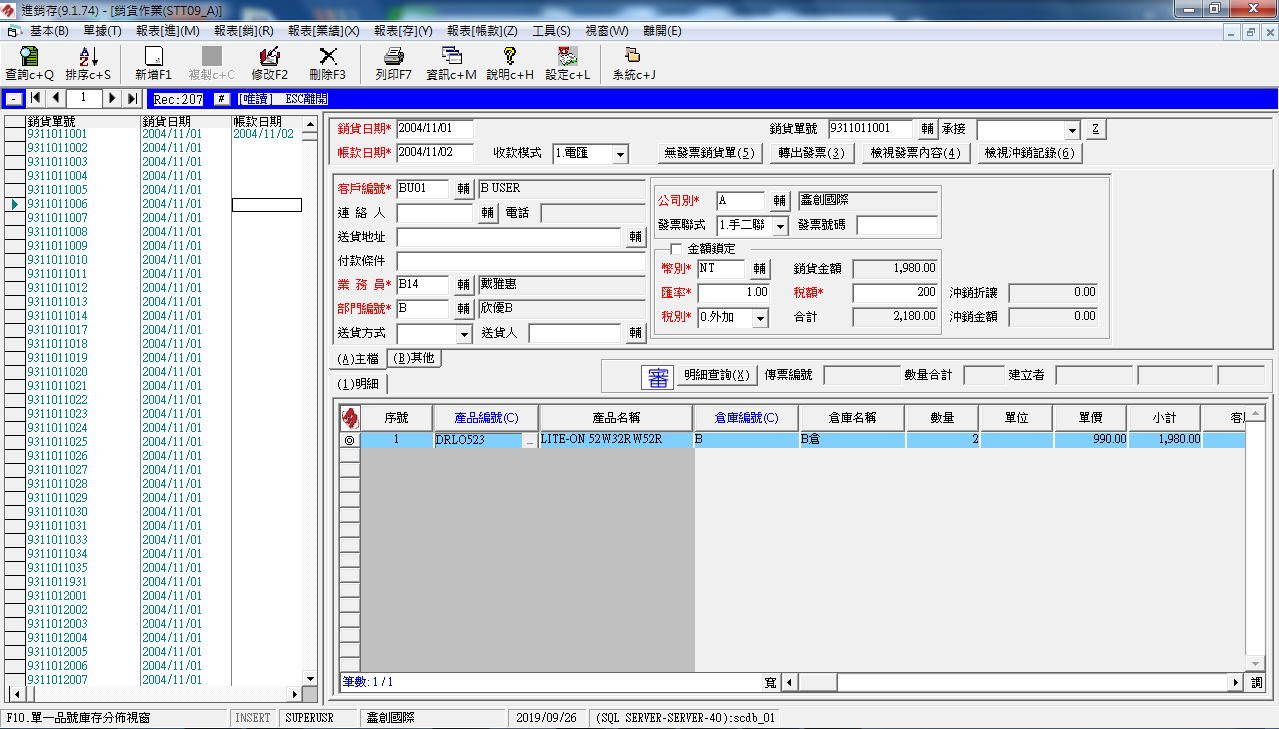 進銷存(9.1.74) - [銷貨作業(STT09_A)]
基本(B) 單據(T) 報表[進](M) 報表[銷](R) 報表[業績](X) 報表[存](Y) 報表[帳款](Z) 工具(S) 視窗(W) 離開(E)
查詢c+Q 排序c+S 新增F1 複製c+C 修改F2 刪除F3 列印F7 資訊c+M 說明c+H 設定c+L 系統c+J
- 1 Rec:207 # [唯讀] ESC離開
銷貨單號 銷貨日期 帳款日期
9311011001 2004/11/01 2004/11/02
9311011002 2004/11/01
9311011003 2004/11/01
9311011004 2004/11/01
9311011005 2004/11/01
9311011006 2004/11/01
9311011007 2004/11/01
9311011008 2004/11/01
9311011009 2004/11/01
9311011010 2004/11/01
9311011011 2004/11/01
9311011012 2004/11/01
9311011013 2004/11/01
9311011014 2004/11/01
9311011017 2004/11/01
9311011018 2004/11/01
9311011019 2004/11/01
9311011020 2004/11/01
9311011021 2004/11/01
9311011022 2004/11/01
9311011023 2004/11/01
9311011024 2004/11/01
9311011025 2004/11/01
9311011026 2004/11/01
9311011027 2004/11/01
9311011028 2004/11/01
9311011029 2004/11/01
9311011030 2004/11/01
9311011031 2004/11/01
9311011033 2004/11/01
9311011034 2004/11/01
9311011035 2004/11/01
9311011931 2004/11/01
9311012001 2004/11/01
9311012002 2004/11/01
9311012003 2004/11/01
9311012004 2004/11/01
9311012005 2004/11/01
9311012006 2004/11/01
9311012007 2004/11/01
銷貨日期* 2004/11/01 銷貨單號 9311011001 輔 承接 Z
帳款日期* 2004/11/02 收款模式 1.電匯 無發票銷貨單(5) 轉出發票(3) 檢視發票內容(4) 檢視沖銷記錄(6)
客戶編號* BU01 輔 B USER
連 絡 人 輔 電話
送貨地址 輔
付款條件
業 務 員* B14 輔 戴雅惠
部門編號* B 輔 欣優B
送貨方式 送貨人 輔
公司別* A 輔 鑫創國際
發票聯式 1.手二聯 發票號碼
金額鎖定
幣別* NT 輔 銷貨金額 1,980.00
匯率* 1.00 稅額* 200 沖銷折讓 0.00
稅別* 0.外加 合計 2,180.00 沖銷金額 0.00
(A)主檔 (B)其他
(1)明細 審 明細查詢(X) 傳票編號 數量合計 建立者
序號 產品編號(C) 產品名稱 倉庫編號(C) 倉庫名稱 數量 單位 單價 小計 客
1 DRLO523 ... LITE-ON 52W32RW52R B B倉 2 990.00 1,980.00
筆數: 1 / 1 寬 調
F10.單一品號庫存分佈視窗 INSERT SUPERUSR 鑫創國際 2019/09/26 (SQL SERVER-SERVER-40):scdb_01